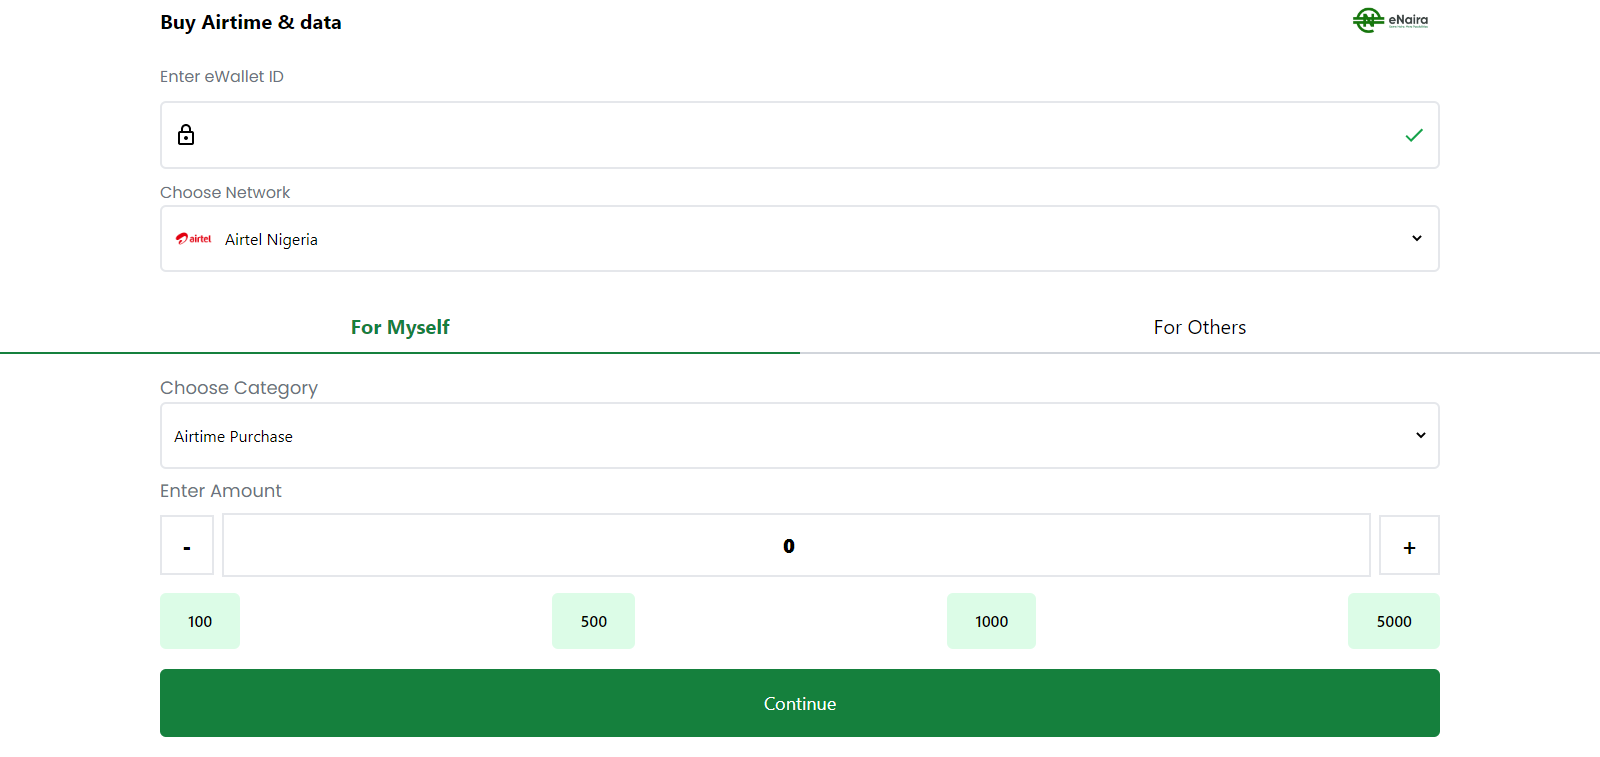 Buy Airtime & data
eNaira
Enter eWallet ID
Choose Network
airtel Airtel Nigeria
For Myself For Others
Choose Category
Airtime Purchase
Enter Amount
- 0 +
100 500 1000 5000
Continue